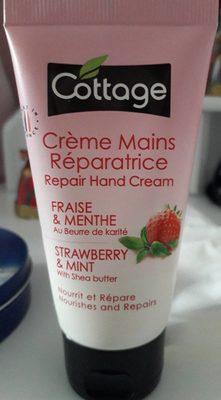 Cottage
Crème Mains
Réparatrice
Repair Hand Cream
FRAISE
& MENTHE
Au Beurre de karité
STRAWBERRY
& MINT
With Shea butter
Nourrit et Répare
Nourishes and Repairs